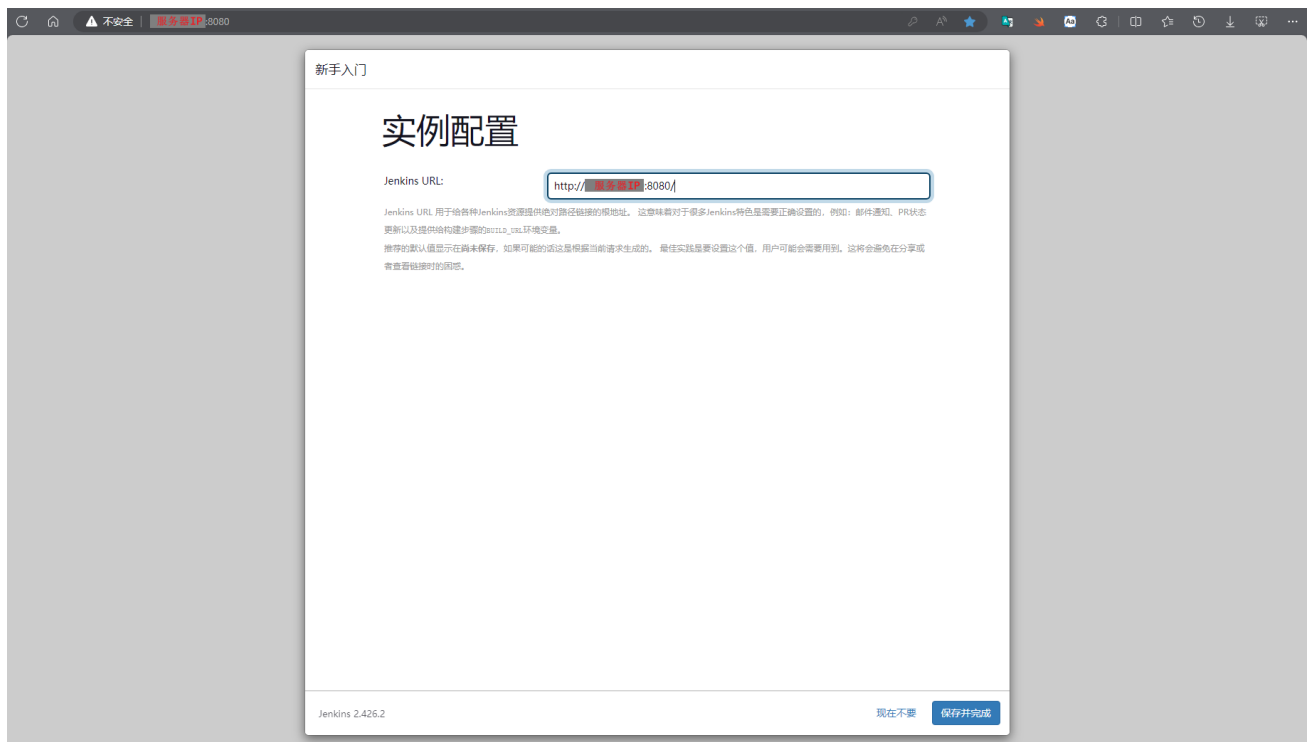 不安全 服务器IP:8080
新手入门
实例配置
Jenkins URL:
http://服务器IP:8080/
Jenkins URL 用于给各种Jenkins资源提供绝对路径链接的根地址。 这意味着对于很多Jenkins特色是需要正确设置的，例如：邮件通知、PR状态
更新以及提供给构建步骤的BUILD_URL环境变量。
推荐的默认值显示在尚未保存，如果可能的话这是根据当前请求生成的。 最佳实践是要设置这个值，用户可能会需要用到。这将会避免在分享或
者查看链接时的困惑。
Jenkins 2.426.2
现在不要
保存并完成